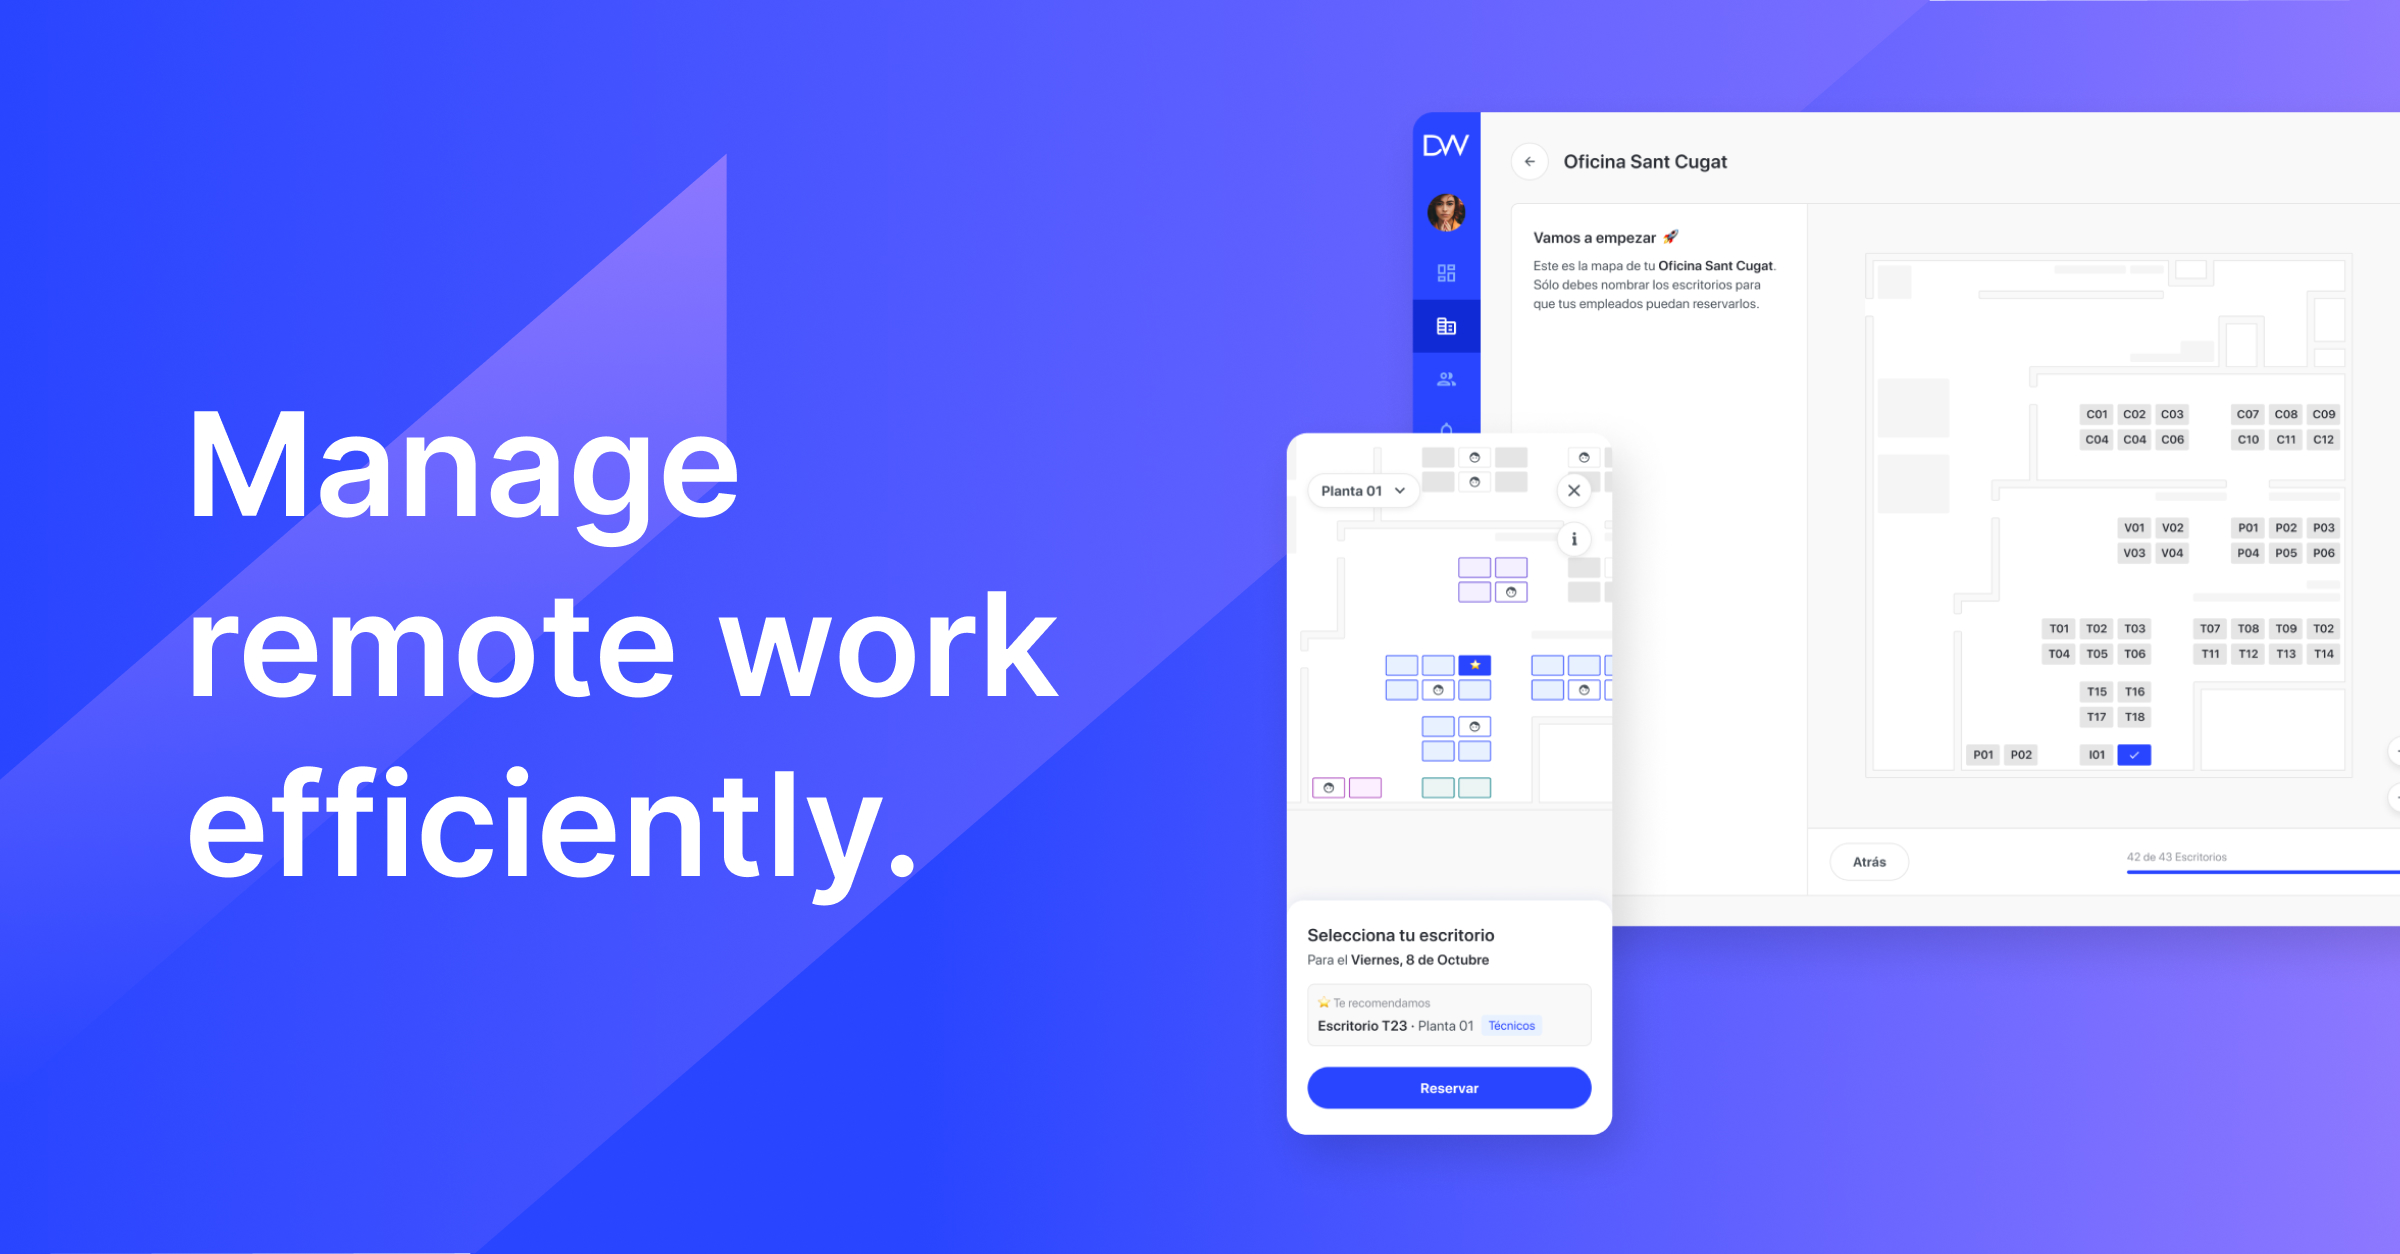 Manage
remote work
efficiently.
DW
Oficina Sant Cugat
Vamos a empezar 🚀
Este es la mapa de tu Oficina Sant Cugat.
Sólo debes nombrar los escritorios para
que tus empleados puedan reservarlos.
C01 C02 C03 C07 C08 C09
C04 C04 C06 C10 C11 C12
V01 V02 P01 P02 P03
V03 V04 P04 P05 P06
T01 T02 T03 T07 T08 T09 T02
T04 T05 T06 T11 T12 T13 T14
T15 T16
T17 T18
P01 P02 I01
Atrás
42 de 43 Escritorios
Planta 01
i
Selecciona tu escritorio
Para el Viernes, 8 de Octubre
⭐ Te recomendamos
Escritorio T23 · Planta 01 Técnicos
Reservar